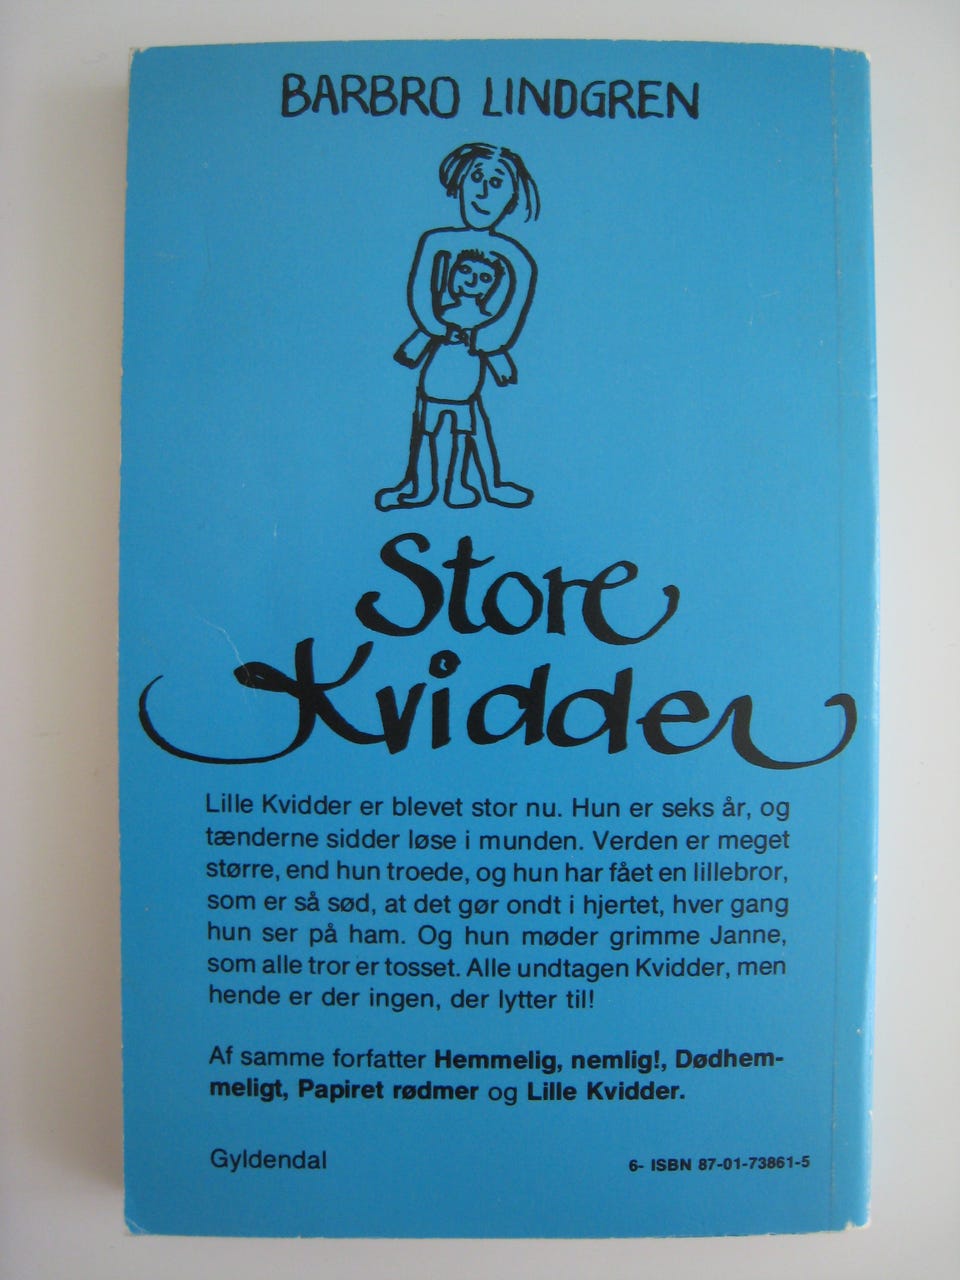 BARBRO LINDGREN
Store
Kvidder
Lille Kvidder er blevet stor nu. Hun er seks år, og
tænderne sidder løse i munden. Verden er meget
større, end hun troede, og hun har fået en lillebror,
som er så sød, at det gør ondt i hjertet, hver gang
hun ser på ham. Og hun møder grimme Janne,
som alle tror er tosset. Alle undtagen Kvidder, men
hende er der ingen, der lytter til!
Af samme forfatter Hemmelig, nemlig!, Dødhem-
meligt, Papiret rødmer og Lille Kvidder.
Gyldendal
6- ISBN 87-01-73861-5